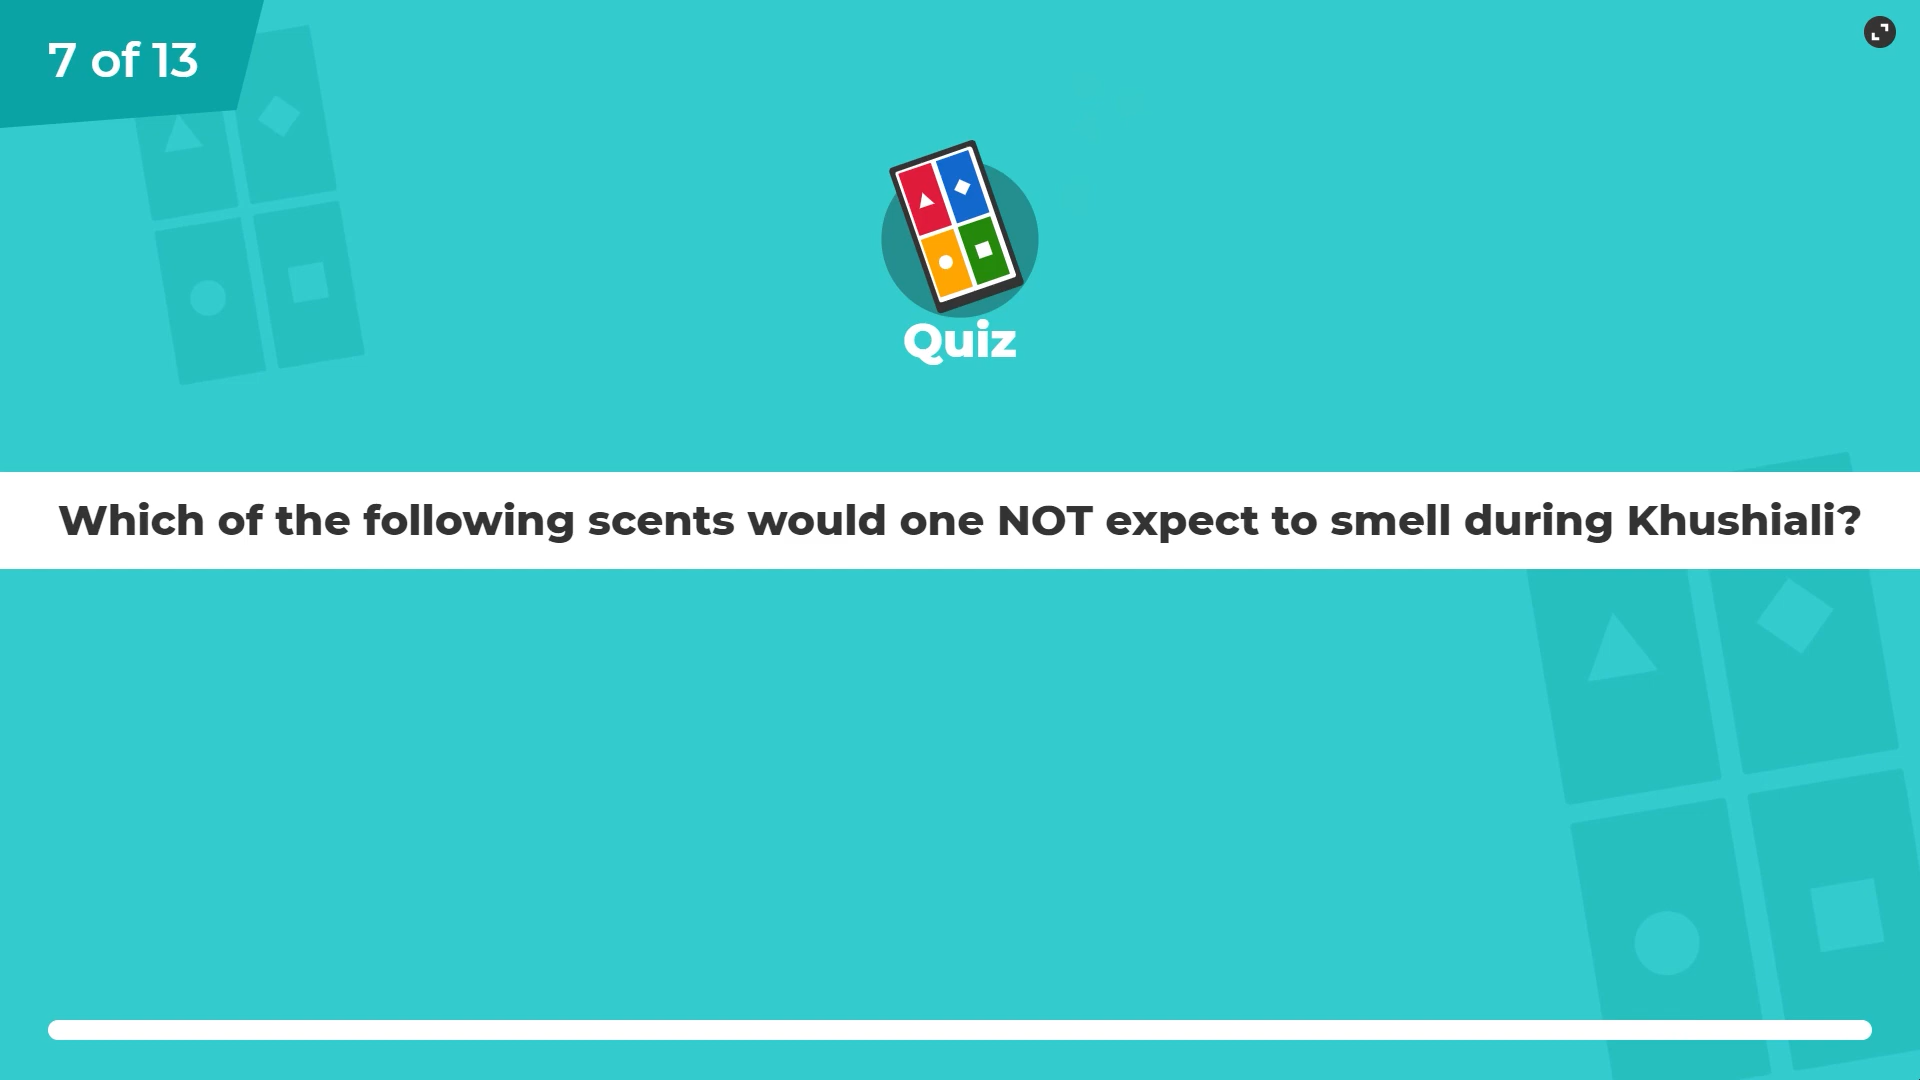 7 of 13
Quiz
Which of the following scents would one NOT expect to smell during Khushiali?